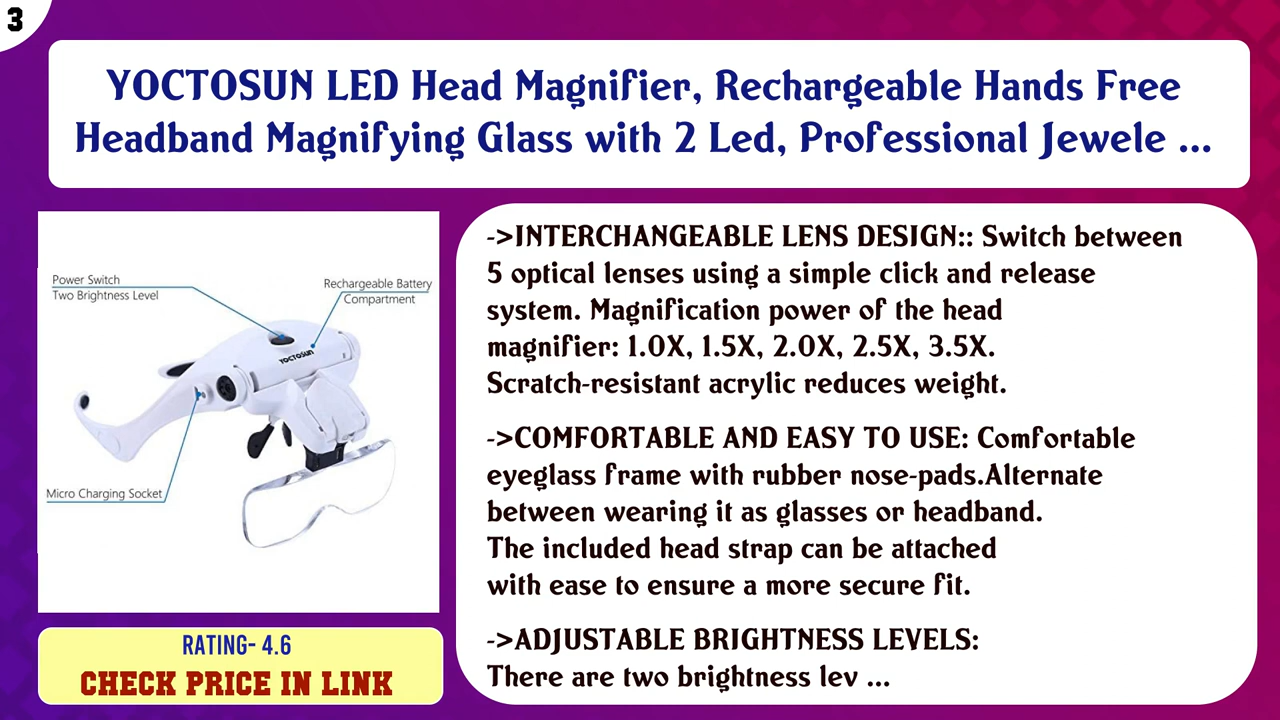 3
YOCTOSUN LED Head Magnifier, Rechargeable Hands Free
Headband Magnifying Glass with 2 Led, Professional Jewele ...
Power Switch
Two Brightness Level
Rechargeable Battery
Compartment
YOCTOSUN
Micro Charging Socket
RATING- 4.6
CHECK PRICE IN LINK
->INTERCHANGEABLE LENS DESIGN:: Switch between
5 optical lenses using a simple click and release
system. Magnification power of the head
magnifier: 1.0X, 1.5X, 2.0X, 2.5X, 3.5X.
Scratch-resistant acrylic reduces weight.
->COMFORTABLE AND EASY TO USE: Comfortable
eyeglass frame with rubber nose-pads.Alternate
between wearing it as glasses or headband.
The included head strap can be attached
with ease to ensure a more secure fit.
->ADJUSTABLE BRIGHTNESS LEVELS:
There are two brightness lev ...